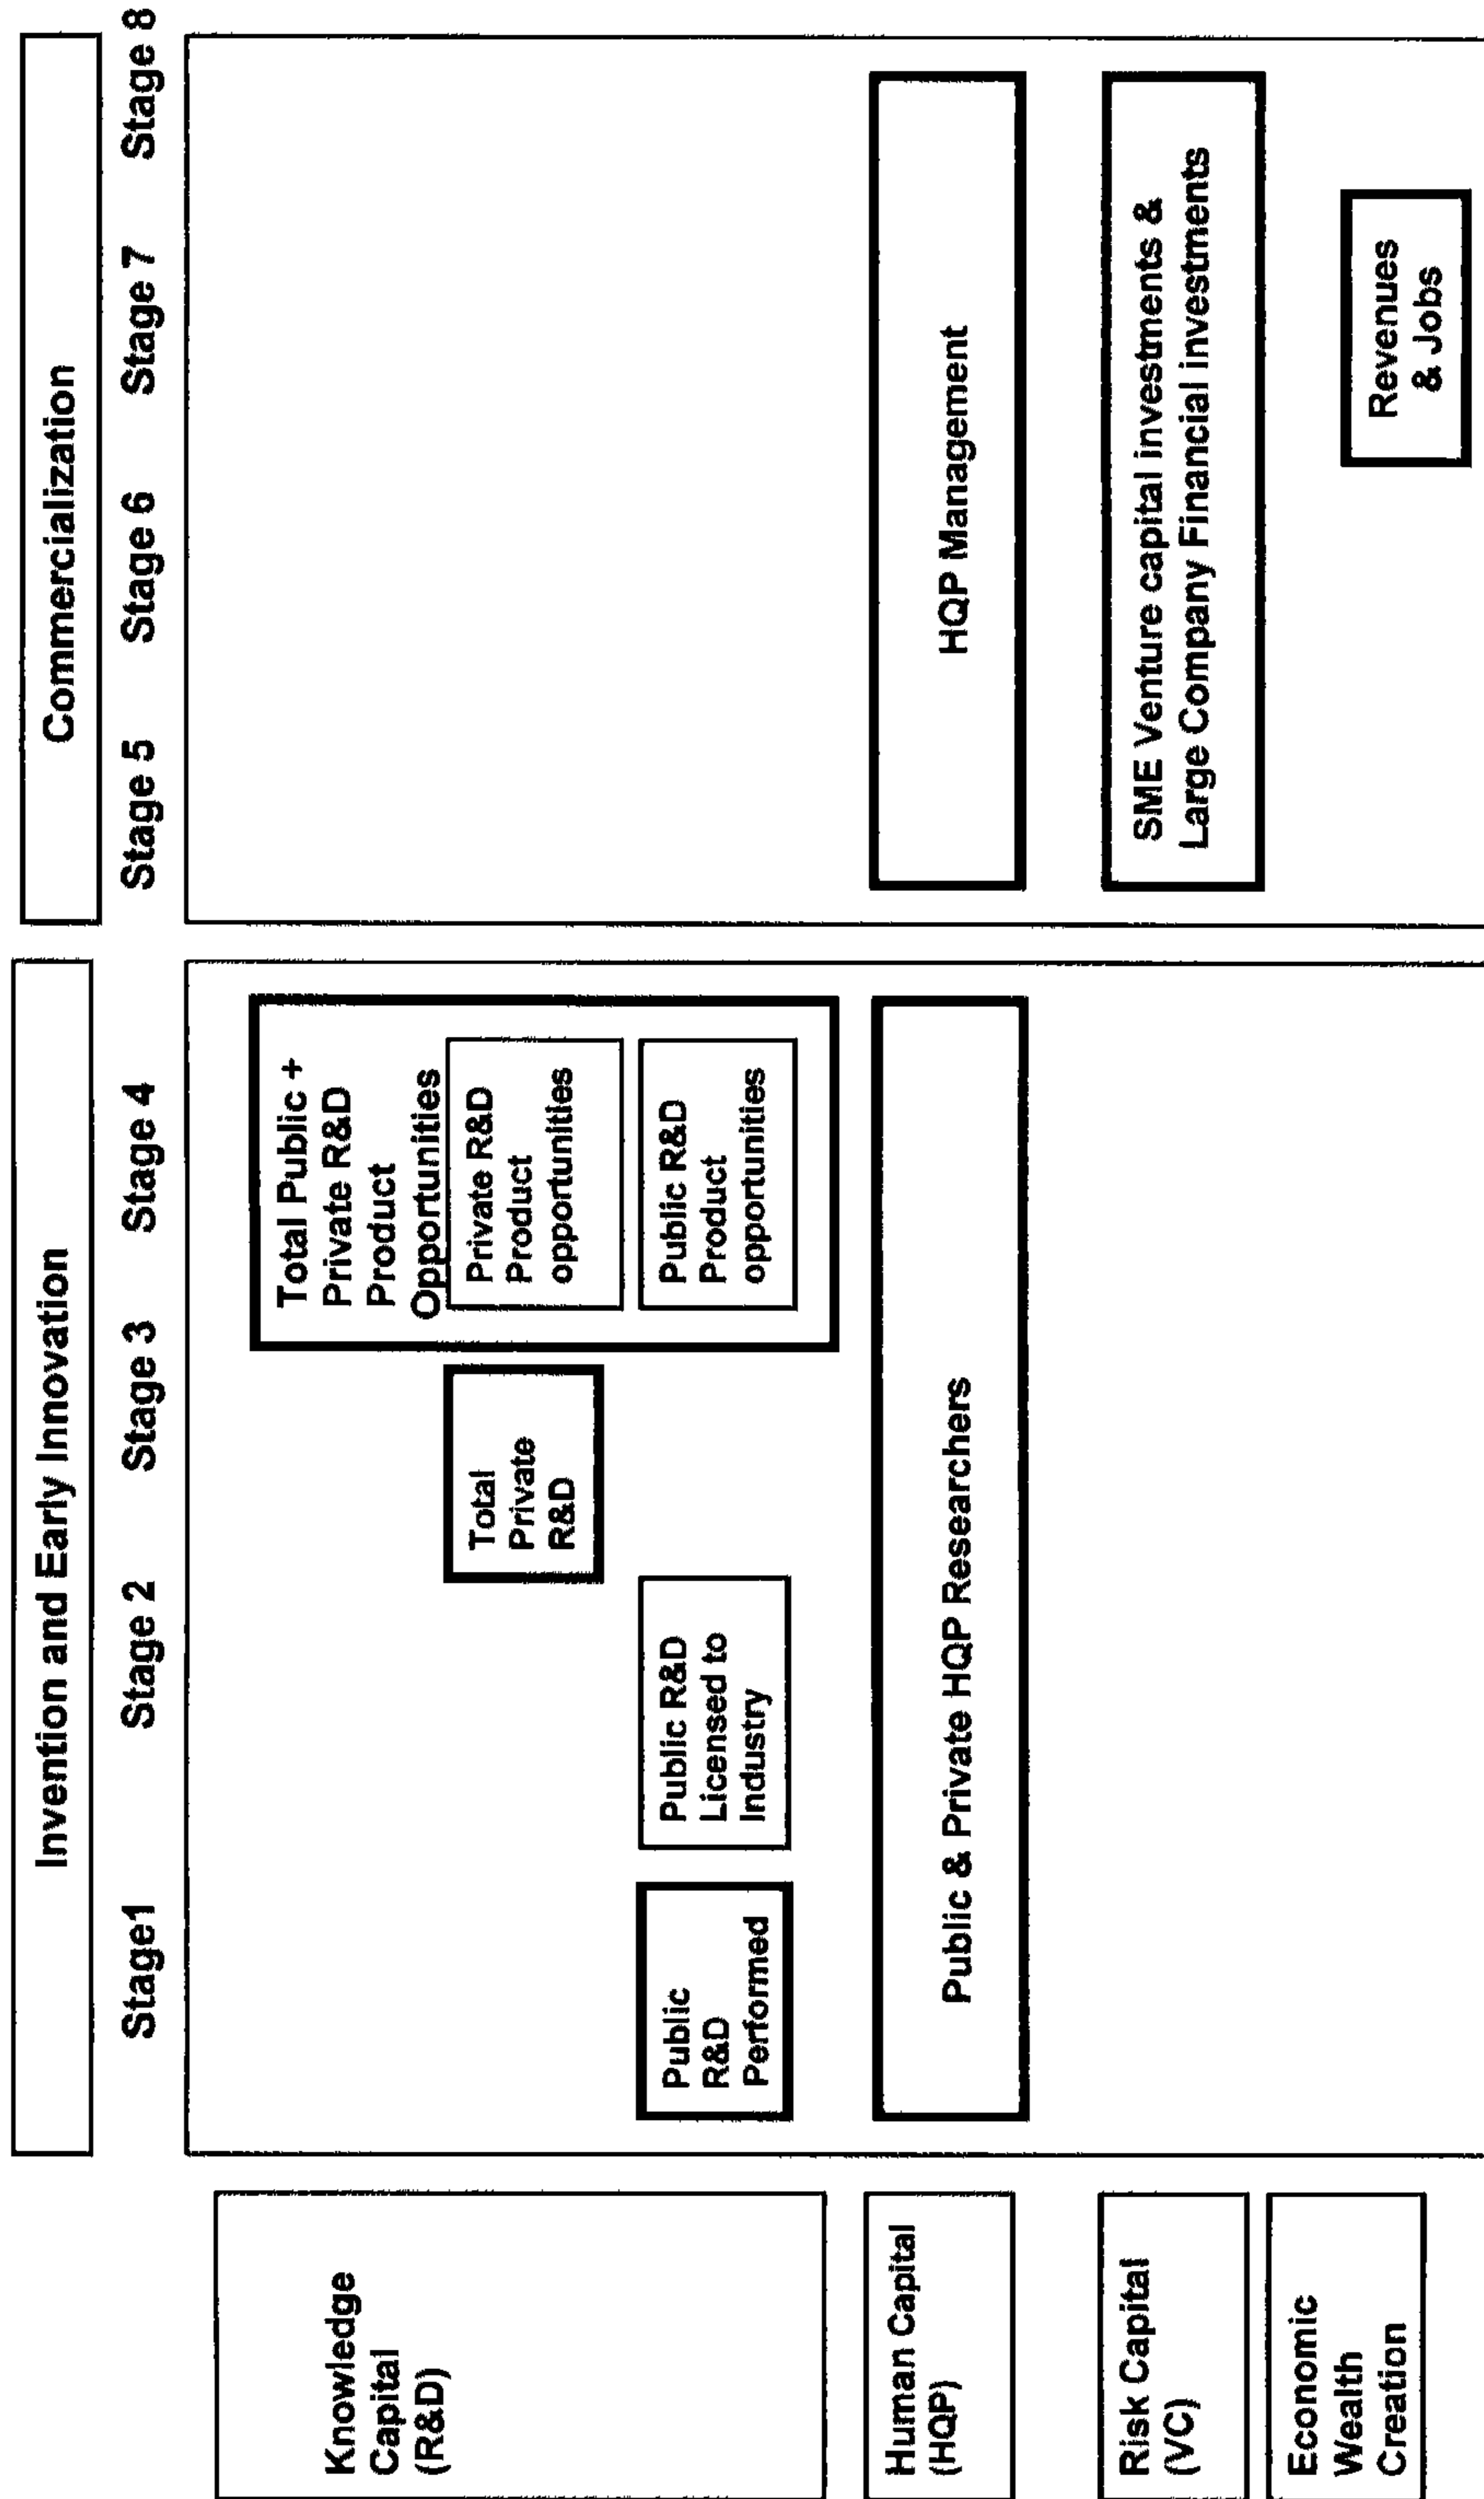 Invention and Early Innovation
Commercialization
Stage1
Stage 2
Stage 3
Stage 4
Stage 5
Stage 6
Stage 7
Stage 8
Knowledge
Capital
(R&D)
Total Public +
Private R&D
Product
Opportunities
Total
Private
R&D
Private R&D
Product
opportunities
Public
R&D
Performed
Public R&D
Licensed to
Industry
Public R&D
Product
opportunities
Human Capital
(HQP)
Public & Private HQP Researchers
HQP Management
Risk Capital
(VC)
SME Venture capital investments &
Large Company Financial investments
Economic
Wealth
Creation
Revenues
& Jobs